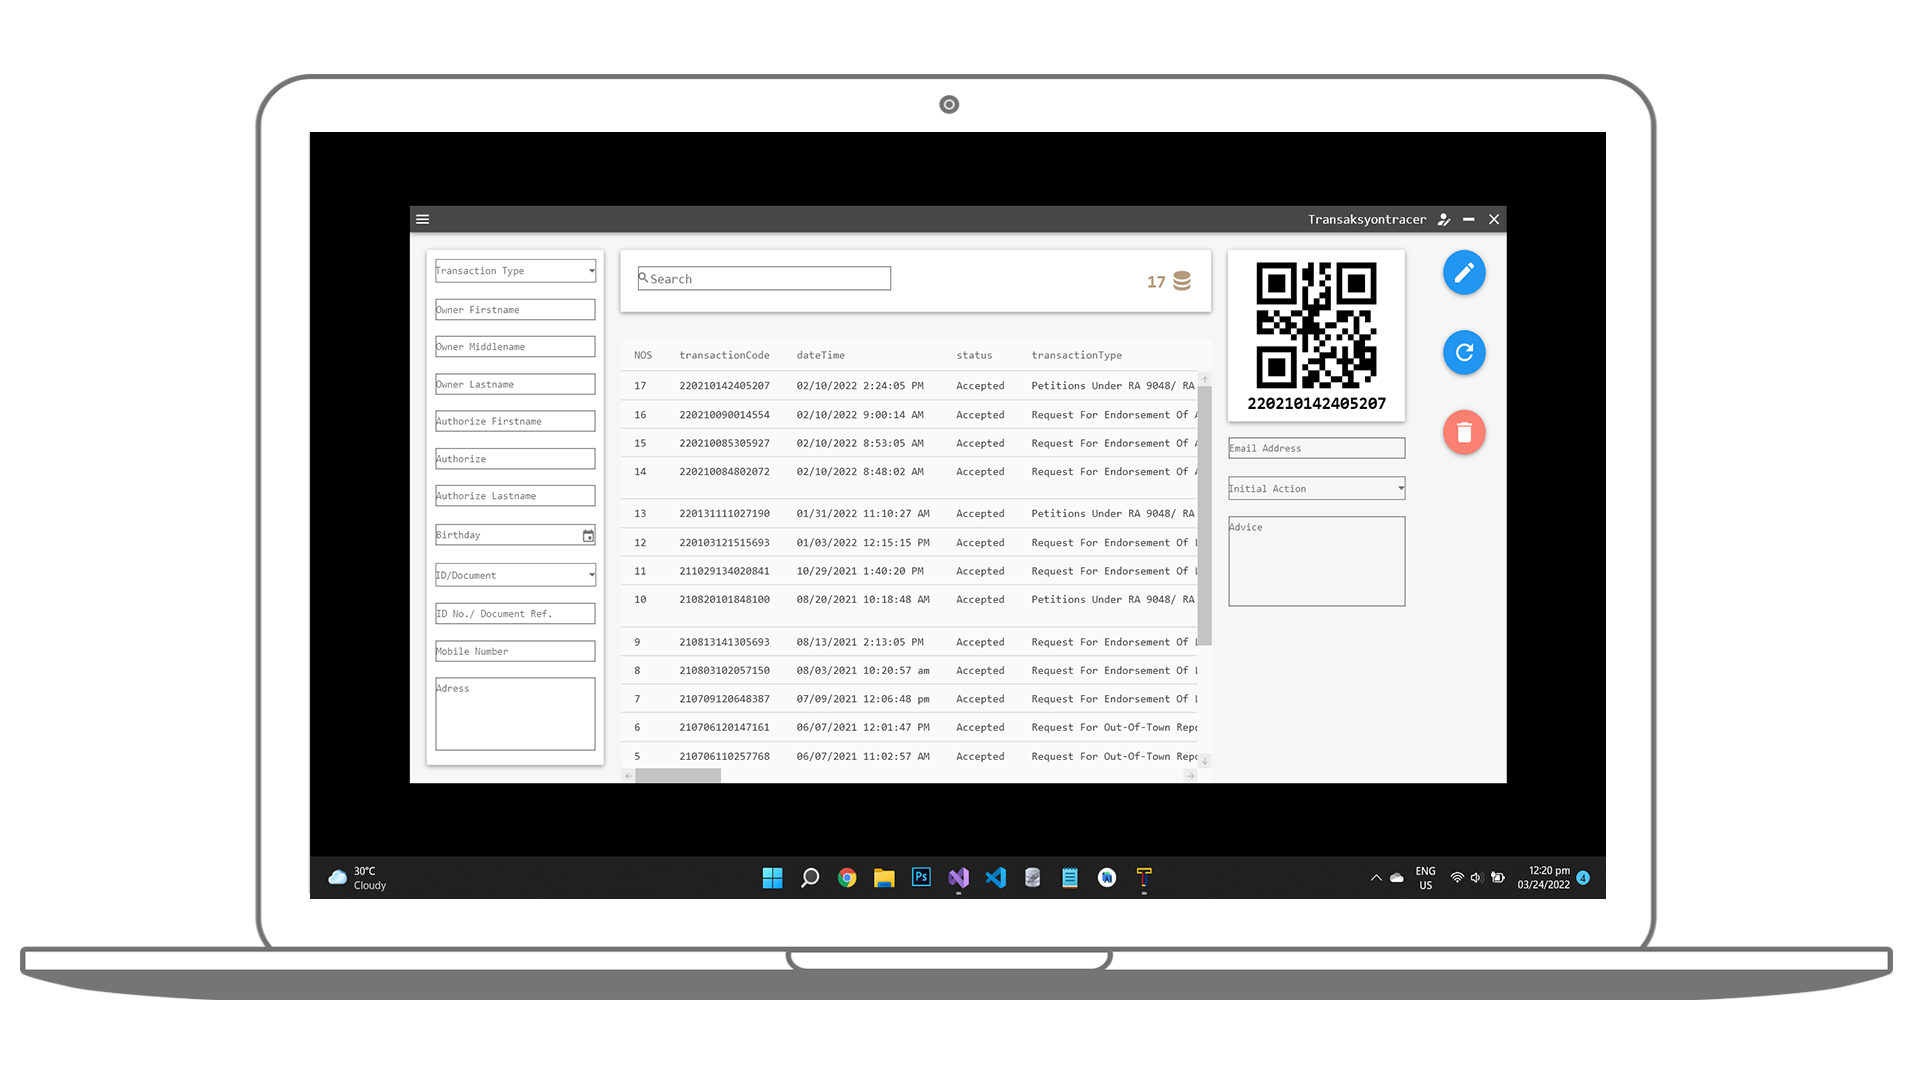 Transaksyontracer
Transaction Type
Owner Firstname
Owner Middlename
Owner Lastname
Authorize Firstname
Authorize
Authorize Lastname
Birthday
ID/Document
ID No./ Document Ref.
Mobile Number
Adress
Search
17
NOS transactionCode dateTime status transactionType
17 220210142405207 02/10/2022 2:24:05 PM Accepted Petitions Under RA 9048/ RA
16 220210090014554 02/10/2022 9:00:14 AM Accepted Request For Endorsement Of A
15 220210085305927 02/10/2022 8:53:05 AM Accepted Request For Endorsement Of A
14 220210084802072 02/10/2022 8:48:02 AM Accepted Request For Endorsement Of A
13 220131111027190 01/31/2022 11:10:27 AM Accepted Petitions Under RA 9048/ RA
12 220103121515693 01/03/2022 12:15:15 PM Accepted Request For Endorsement Of L
11 211029134020841 10/29/2021 1:40:20 PM Accepted Request For Endorsement Of L
10 210820101848100 08/20/2021 10:18:48 AM Accepted Petitions Under RA 9048/ RA
9 210813141305693 08/13/2021 2:13:05 PM Accepted Request For Endorsement Of L
8 210803102057150 08/03/2021 10:20:57 am Accepted Request For Endorsement Of L
7 210709120648387 07/09/2021 12:06:48 pm Accepted Request For Endorsement Of L
6 210706120147161 06/07/2021 12:01:47 PM Accepted Request For Out-Of-Town Repo
5 210706110257768 06/07/2021 11:02:57 AM Accepted Request For Out-Of-Town Repo
220210142405207
Email Address
Initial Action
Advice
30°C
Cloudy
Ps
T
ENG
US
12:20 pm
03/24/2022
4